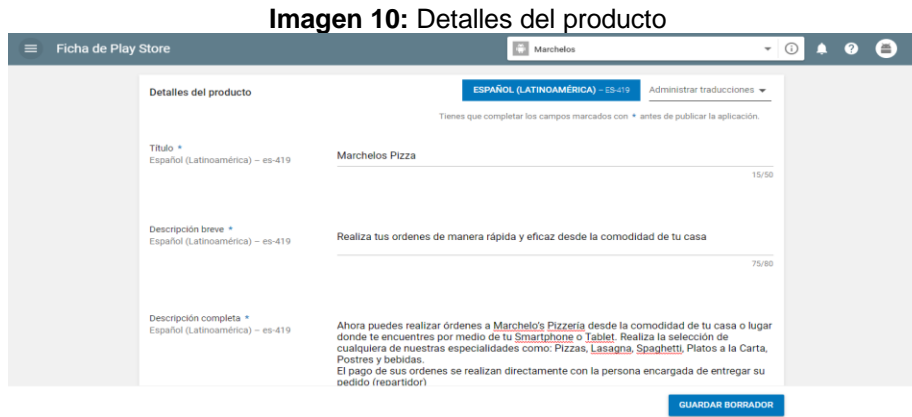 Imagen 10: Detalles del producto
Ficha de Play Store
Marchelos
Detalles del producto
ESPAÑOL (LATINOAMÉRICA) – ES-419
Administrar traducciones
Tienes que completar los campos marcados con * antes de publicar la aplicación.
Título *
Español (Latinoamérica) – es-419
Marchelos Pizza
15/50
Descripción breve *
Español (Latinoamérica) – es-419
Realiza tus ordenes de manera rápida y eficaz desde la comodidad de tu casa
75/80
Descripción completa *
Español (Latinoamérica) – es-419
Ahora puedes realizar órdenes a Marchelo's Pizzería desde la comodidad de tu casa o lugar
donde te encuentres por medio de tu Smartphone o Tablet. Realiza la selección de
cualquiera de nuestras especialidades como: Pizzas, Lasagna, Spaghetti, Platos a la Carta,
Postres y bebidas.
El pago de sus ordenes se realizan directamente con la persona encargada de entregar su
pedido (repartidor)
GUARDAR BORRADOR